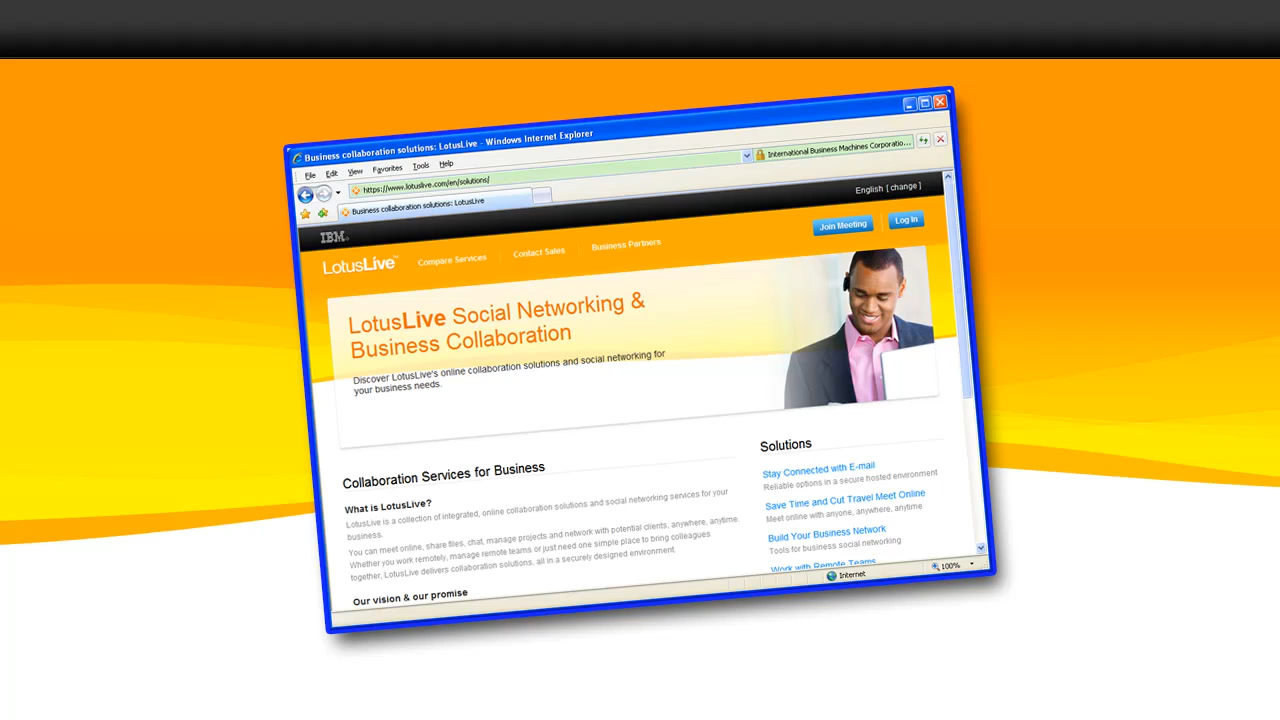 Business collaboration solutions: LotusLive - Windows Internet Explorer
https://www.lotuslive.com/en/solutions/
International Business Machines Corporatio...
File Edit View Favorites Tools Help
Business collaboration solutions: LotusLive
IBM®
English [ change ]
LotusLive™
Compare Services
Contact Sales
Business Partners
Join Meeting
Log In
LotusLive Social Networking &
Business Collaboration
Discover LotusLive's online collaboration solutions and social networking for
your business needs.
Collaboration Services for Business
What is LotusLive?
LotusLive is a collection of integrated, online collaboration solutions and social networking services for your
business.
You can meet online, share files, chat, manage projects and network with potential clients, anywhere, anytime.
Whether you work remotely, manage remote teams or just need one simple place to bring colleagues
together, LotusLive delivers collaboration solutions, all in a securely designed environment.
Our vision & our promise
Solutions
Stay Connected with E-mail
Reliable options in a secure hosted environment
Save Time and Cut Travel Meet Online
Meet online with anyone, anywhere, anytime
Build Your Business Network
Tools for business social networking
Work with Remote Teams
Internet
100%